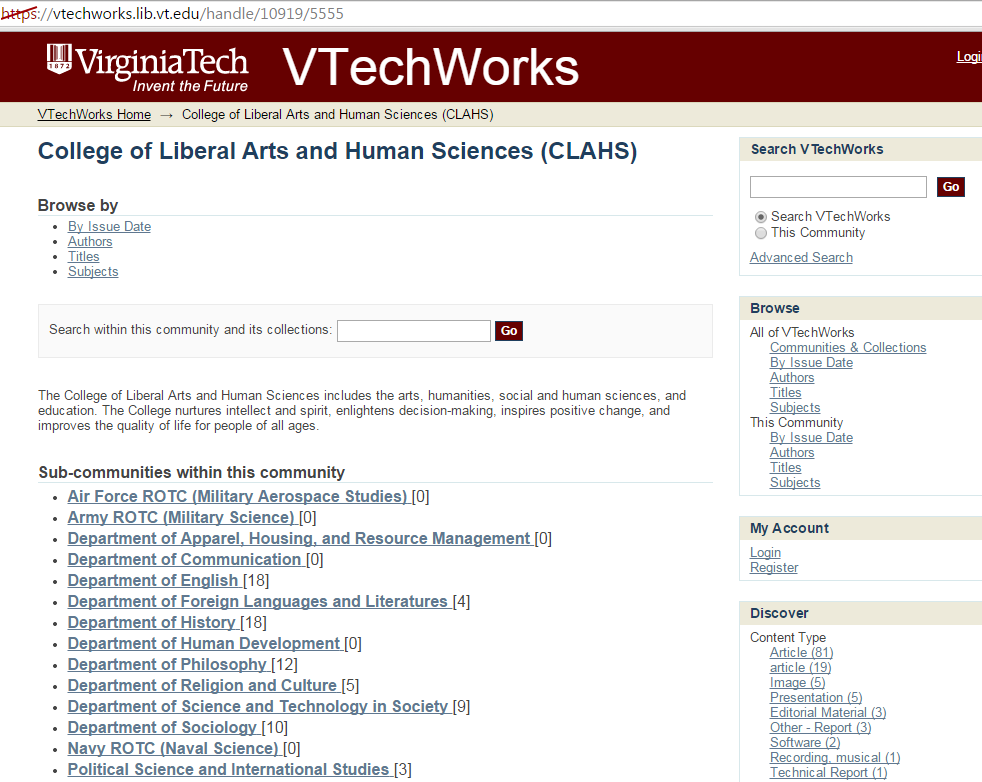 https://vtechworks.lib.vt.edu/handle/10919/5555
1872
VirginiaTech
Invent the Future
VTechWorks
Logi
VTechWorks Home → College of Liberal Arts and Human Sciences (CLAHS)
College of Liberal Arts and Human Sciences (CLAHS)
Browse by
By Issue Date
Authors
Titles
Subjects
Search within this community and its collections: Go
The College of Liberal Arts and Human Sciences includes the arts, humanities, social and human sciences, and
education. The College nurtures intellect and spirit, enlightens decision-making, inspires positive change, and
improves the quality of life for people of all ages.
Sub-communities within this community
Air Force ROTC (Military Aerospace Studies) [0]
Army ROTC (Military Science) [0]
Department of Apparel, Housing, and Resource Management [0]
Department of Communication [0]
Department of English [18]
Department of Foreign Languages and Literatures [4]
Department of History [18]
Department of Human Development [0]
Department of Philosophy [12]
Department of Religion and Culture [5]
Department of Science and Technology in Society [9]
Department of Sociology [10]
Navy ROTC (Naval Science) [0]
Political Science and International Studies [3]
Search VTechWorks
Go
Search VTechWorks
This Community
Advanced Search
Browse
All of VTechWorks
Communities & Collections
By Issue Date
Authors
Titles
Subjects
This Community
By Issue Date
Authors
Titles
Subjects
My Account
Login
Register
Discover
Content Type
Article (81)
article (19)
Image (5)
Presentation (5)
Editorial Material (3)
Other - Report (3)
Software (2)
Recording, musical (1)
Technical Report (1)